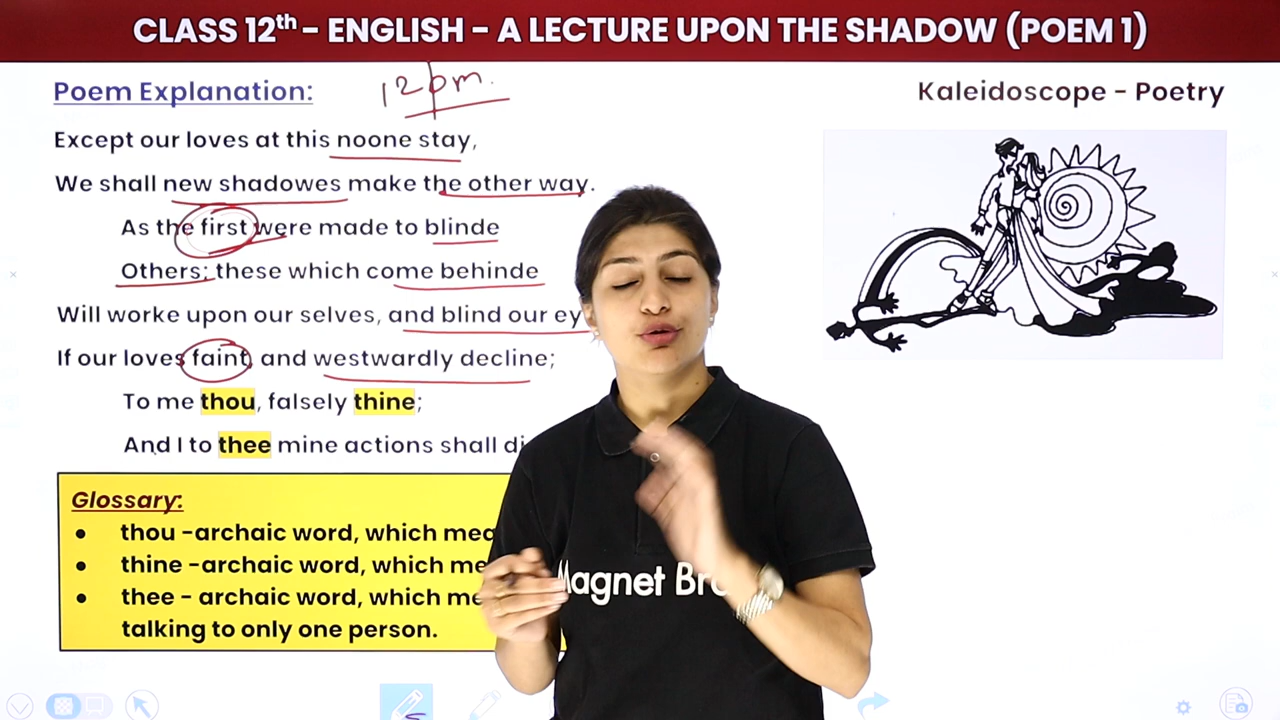 CLASS 12th – ENGLISH – A LECTURE UPON THE SHADOW (POEM 1)
Poem Explanation:
12 pm.
Kaleidoscope – Poetry
Except our loves at this noone stay,
We shall new shadowes make the other way.
As the first were made to blinde
Others; these which come behinde
Will worke upon our selves, and blind our
If our loves faint, and westwardly decline;
To me thou, falsely thine;
And I to thee mine actions shall
Glossary:
● thou –archaic word, which
● thine –archaic word, which
● thee – archaic word, which
talking to only one person.
Magnet